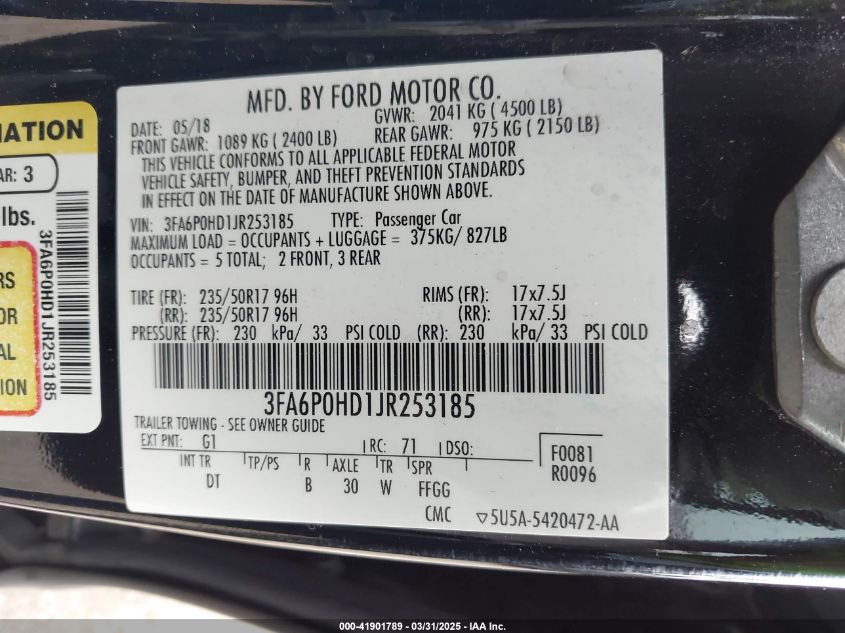 MATION
AR: 3
lbs.
RS
OR
AL
ION
3FA6P0HD1JR253185
MFD. BY FORD MOTOR CO.
DATE: 05/18 GVWR: 2041 KG ( 4500 LB)
FRONT GAWR: 1089 KG ( 2400 LB) REAR GAWR: 975 KG ( 2150 LB)
THIS VEHICLE CONFORMS TO ALL APPLICABLE FEDERAL MOTOR
VEHICLE SAFETY, BUMPER, AND THEFT PREVENTION STANDARDS
IN EFFECT ON THE DATE OF MANUFACTURE SHOWN ABOVE.
VIN: 3FA6P0HD1JR253185 TYPE: Passenger Car
MAXIMUM LOAD = OCCUPANTS + LUGGAGE = 375KG/ 827LB
OCCUPANTS = 5 TOTAL; 2 FRONT, 3 REAR
TIRE (FR): 235/50R17 96H RIMS (FR): 17x7.5J
(RR): 235/50R17 96H (RR): 17x7.5J
PRESSURE (FR): 230 kPa/ 33 PSI COLD (RR): 230 kPa/ 33 PSI COLD
3FA6P0HD1JR253185
TRAILER TOWING - SEE OWNER GUIDE
EXT PNT: G1 RC: 71 DSO:
F0081
R0096
INT TR TP/PS R AXLE TR SPR
DT B 30 W FFGG
CMC ▽5U5A-5420472-AA
000-41901789 - 03/31/2025 - IAA Inc.